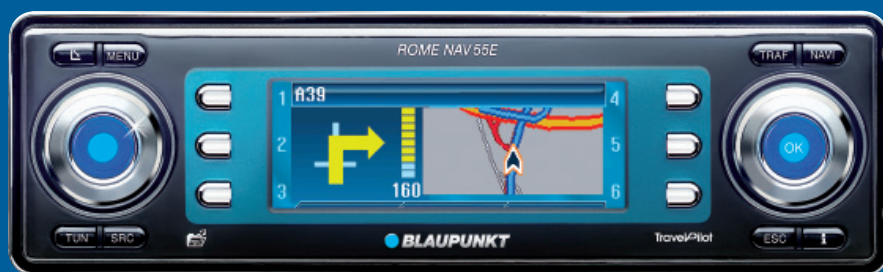 ROME NAV 55E
MENU
TRAF NAVI
1 A39 4
2 5
3 160 6
OK
TUN SRC
BLAUPUNKT
TravelPilot
ESC i